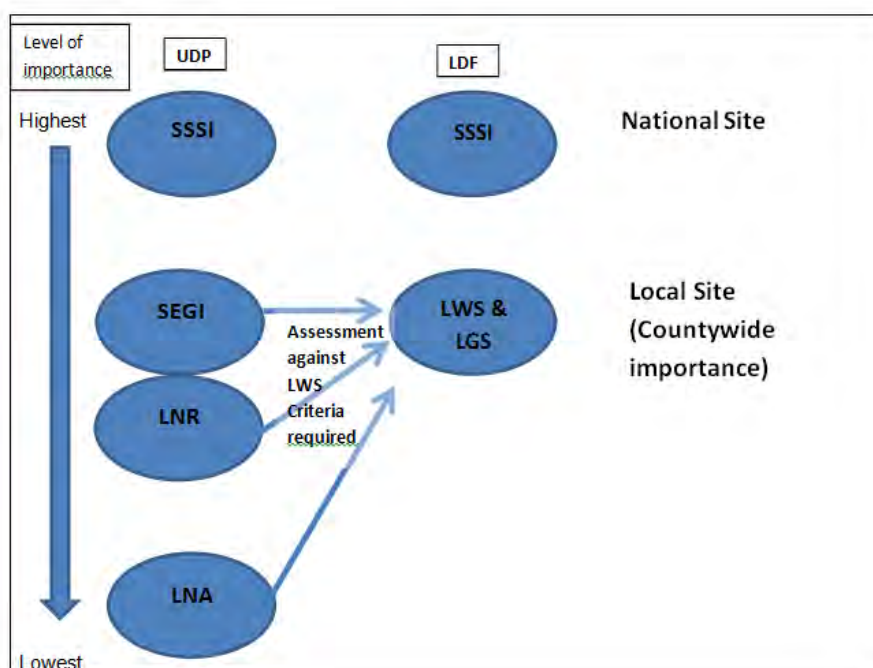 Level of
importance
UDP
LDF
Highest
SSSI
SSSI
National Site
SEGI
LWS &
LGS
Local Site
(Countywide
importance)
Assessment
against
LWS
Criteria
required
LNR
LNA
Lowest